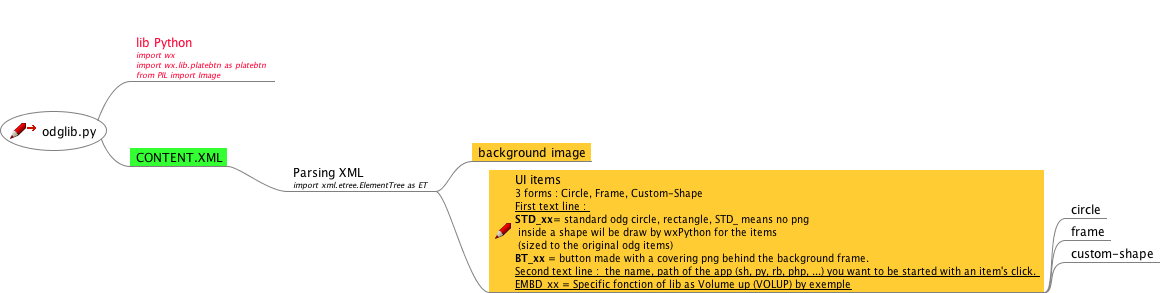 lib Python
import wx
import wx.lib.platebtn as platebtn
from PIL import Image
odglib.py
CONTENT.XML
Parsing XML
import xml.etree.ElementTree as ET
background image
UI items
3 forms : Circle, Frame, Custom-Shape
First text line :
STD_xx= standard odg circle, rectangle, STD_ means no png
inside a shape wil be draw by wxPython for the items
(sized to the original odg items)
BT_xx = button made with a covering png behind the background frame.
Second text line : the name, path of the app (sh, py, rb, php, ...) you want to be started with an item's click.
EMBD_xx = Specific fonction of lib as Volume up (VOLUP) by exemple
circle
frame
custom-shape